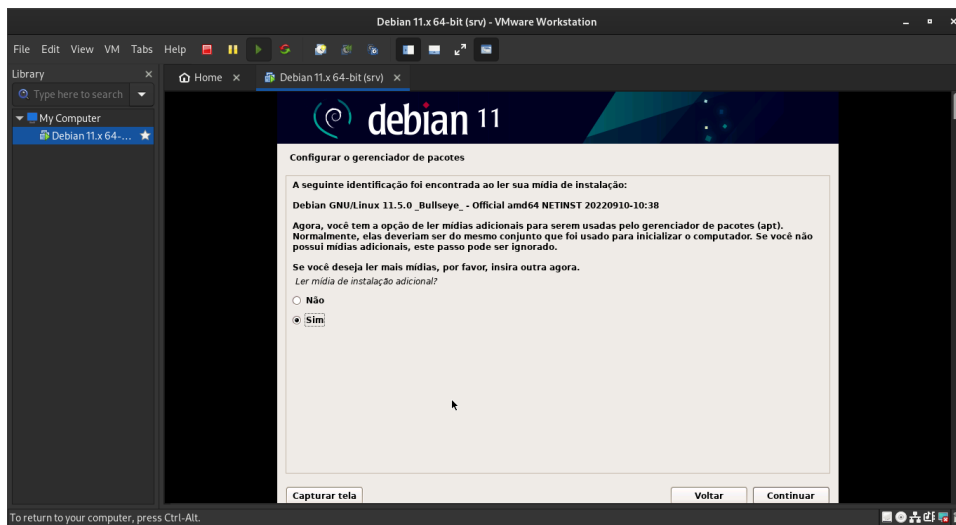 Debian 11.x 64-bit (srv) - VMware Workstation
File Edit View VM Tabs Help
Library
Home
Debian 11.x 64-bit (srv)
Type here to search
My Computer
Debian 11.x 64-...
debian 11
Configurar o gerenciador de pacotes
A seguinte identificação foi encontrada ao ler sua mídia de instalação:
Debian GNU/Linux 11.5.0 _Bullseye_ - Official amd64 NETINST 20220910-10:38
Agora, você tem a opção de ler mídias adicionais para serem usadas pelo gerenciador de pacotes (apt).
Normalmente, elas deveriam ser do mesmo conjunto que foi usado para inicializar o computador. Se você não
possui mídias adicionais, este passo pode ser ignorado.
Se você deseja ler mais mídias, por favor, insira outra agora.
Ler mídia de instalação adicional?
Não
Sim
Capturar tela
Voltar
Continuar
To return to your computer, press Ctrl-Alt.